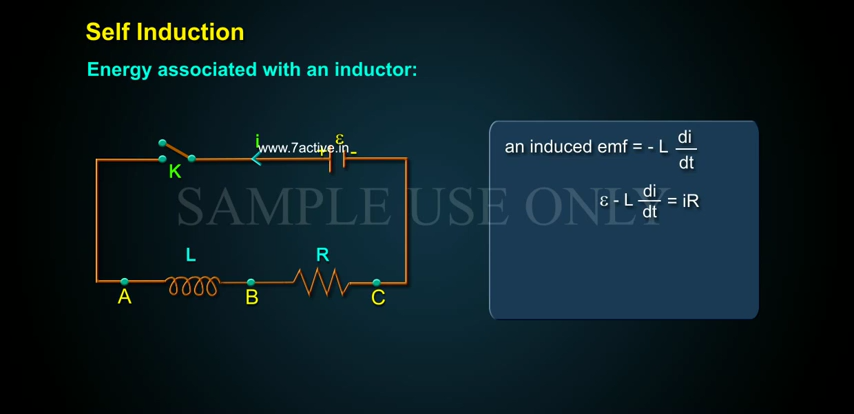 Self Induction
Energy associated with an inductor:
i
www.7active.in
ε
+
-
K
L
R
A
B
C
an induced emf = - L di/dt
ε - L di/dt = iR
SAMPLE USE ONLY